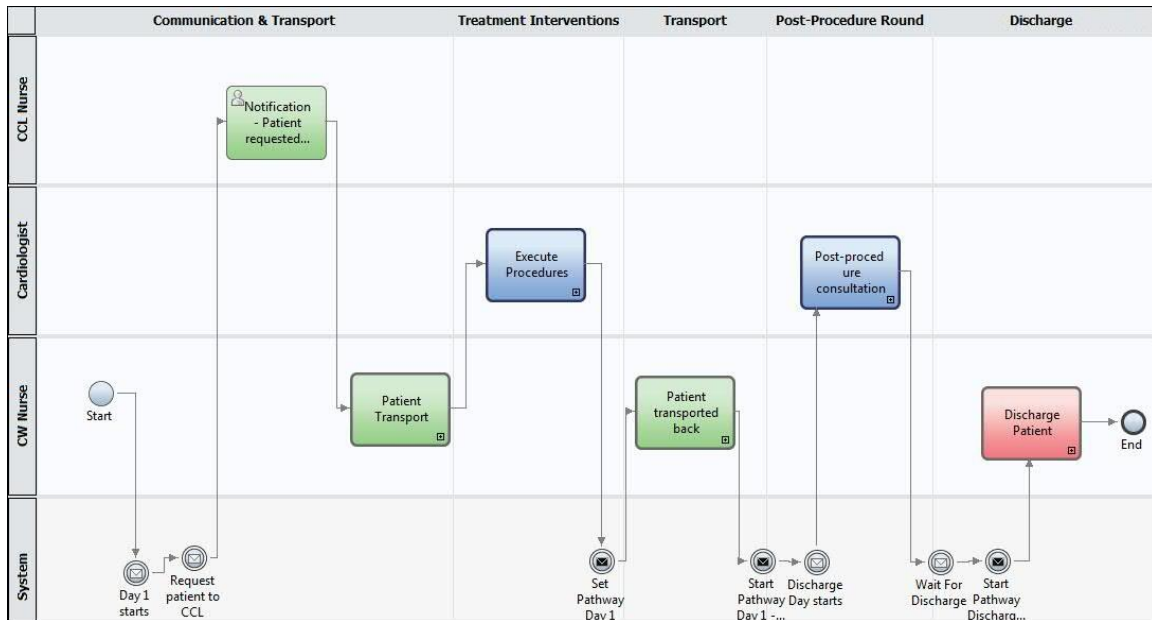 Communication & Transport
Treatment Interventions
Transport
Post-Procedure Round
Discharge
CCL Nurse
Notification
- Patient
requested...
Cardiologist
Execute
Procedures
Post-proced
ure
consultation
CW Nurse
Start
Patient
Transport
Patient
transported
back
Discharge
Patient
End
System
Day 1
starts
Request
patient to
CCL
Set
Pathway
Day 1
Start
Pathway
Day 1 -...
Discharge
Day starts
Wait For
Discharge
Start
Pathway
Discharg...